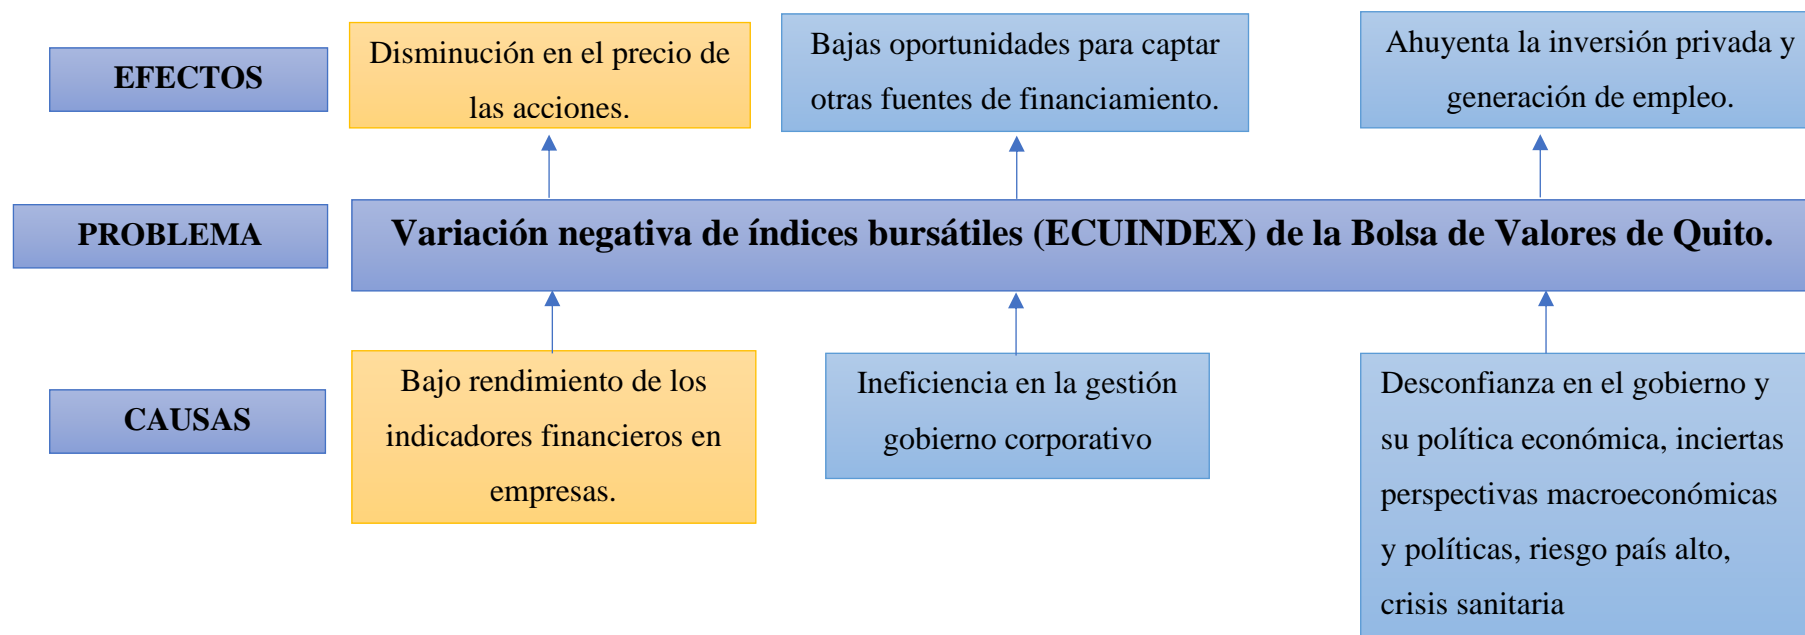 EFECTOS
Disminución en el precio de
las acciones.
Bajas oportunidades para captar
otras fuentes de financiamiento.
Ahuyenta la inversión privada y
generación de empleo.
PROBLEMA
Variación negativa de índices bursátiles (ECUINDEX) de la Bolsa de Valores de Quito.
CAUSAS
Bajo rendimiento de los
indicadores financieros en
empresas.
Ineficiencia en la gestión
gobierno corporativo
Desconfianza en el gobierno y
su política económica, inciertas
perspectivas macroeconómicas
y políticas, riesgo país alto,
crisis sanitaria